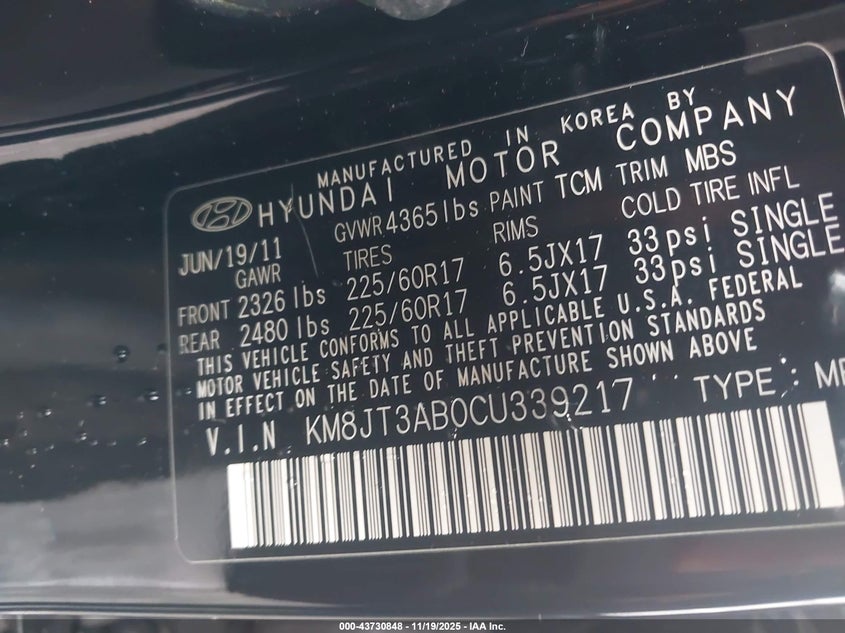 MANUFACTURED IN KOREA BY
HYUNDAI MOTOR COMPANY
JUN/19/11 GVWR 4365 lbs PAINT TCM TRIM MBS
GAWR TIRES RIMS COLD TIRE INFL
FRONT 2326 lbs 225/60R17 6.5JX17 33psi SINGLE
REAR 2480 lbs 225/60R17 6.5JX17 33psi SINGLE
THIS VEHICLE CONFORMS TO ALL APPLICABLE U.S.A. FEDERAL
MOTOR VEHICLE SAFETY AND THEFT PREVENTION STANDARDS
IN EFFECT ON THE DATE OF MANUFACTURE SHOWN ABOVE
V.I.N KM8JT3AB0CU339217 TYPE: MP
000-43730848 - 11/19/2025 - IAA Inc.